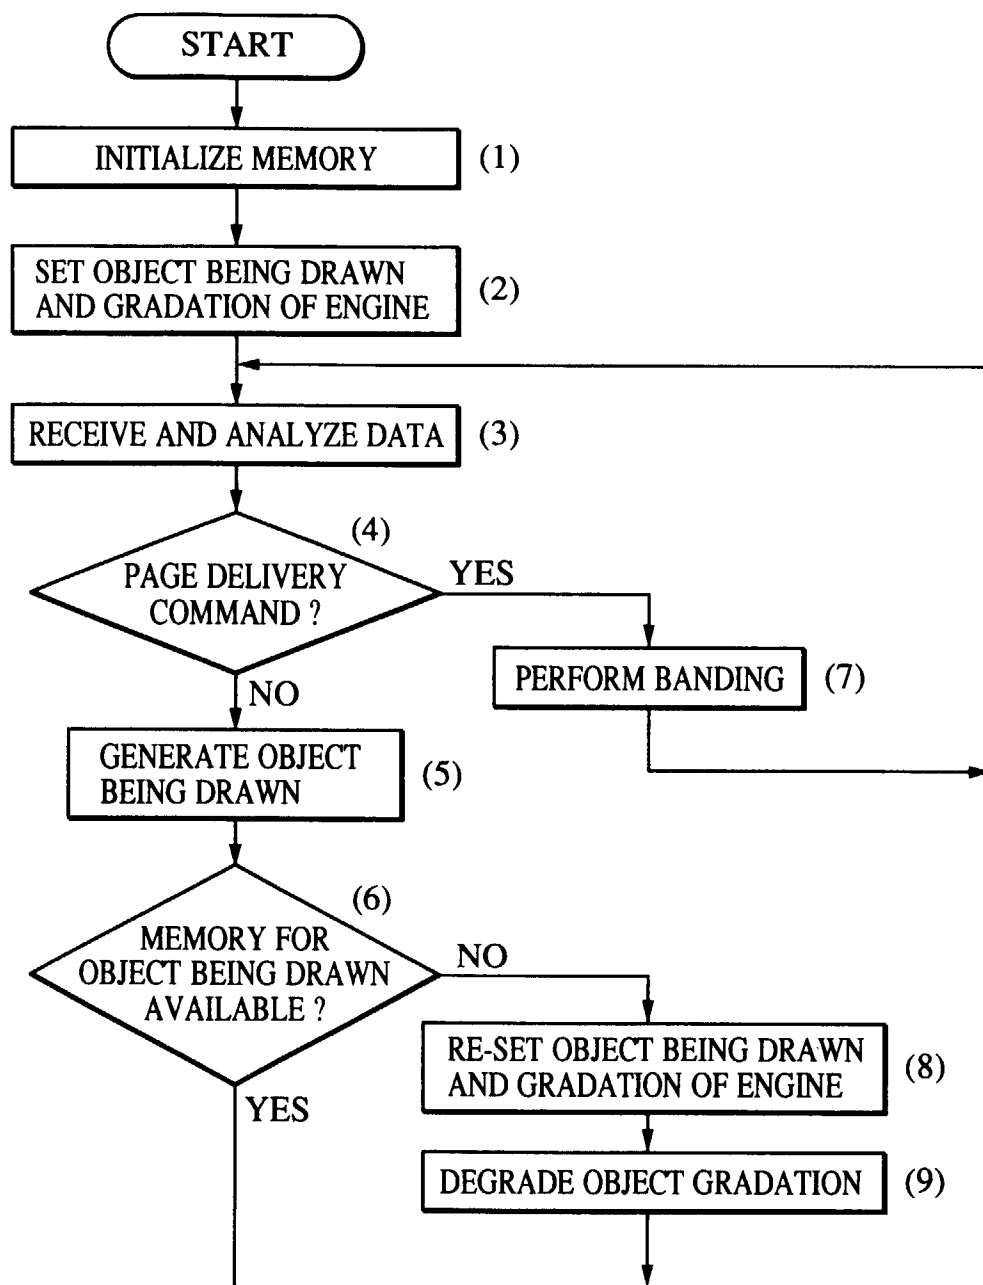 START
INITIALIZE MEMORY
(1)
SET OBJECT BEING DRAWN
AND GRADATION OF ENGINE
(2)
RECEIVE AND ANALYZE DATA
(3)
(4)
PAGE DELIVERY
COMMAND ?
YES
NO
PERFORM BANDING
(7)
GENERATE OBJECT
BEING DRAWN
(5)
(6)
MEMORY FOR
OBJECT BEING DRAWN
AVAILABLE ?
NO
YES
RE-SET OBJECT BEING DRAWN
AND GRADATION OF ENGINE
(8)
DEGRADE OBJECT GRADATION
(9)